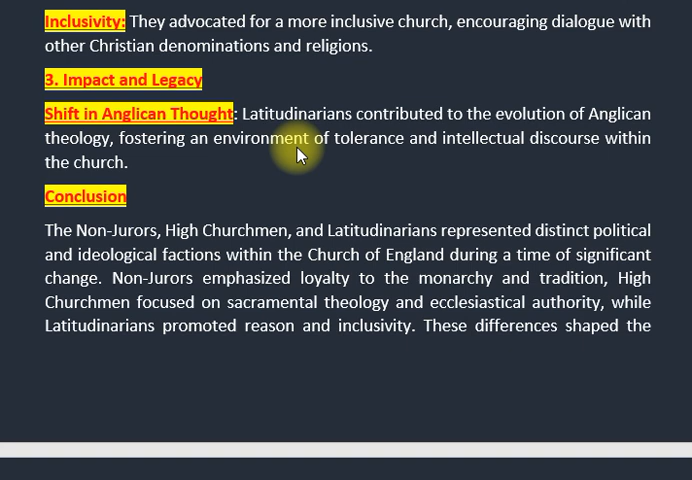 Inclusivity: They advocated for a more inclusive church, encouraging dialogue with
other Christian denominations and religions.
3. Impact and Legacy
Shift in Anglican Thought: Latitudinarians contributed to the evolution of Anglican
theology, fostering an environment of tolerance and intellectual discourse within
the church.
Conclusion
The Non-Jurors, High Churchmen, and Latitudinarians represented distinct political
and ideological factions within the Church of England during a time of significant
change. Non-Jurors emphasized loyalty to the monarchy and tradition, High
Churchmen focused on sacramental theology and ecclesiastical authority, while
Latitudinarians promoted reason and inclusivity. These differences shaped the